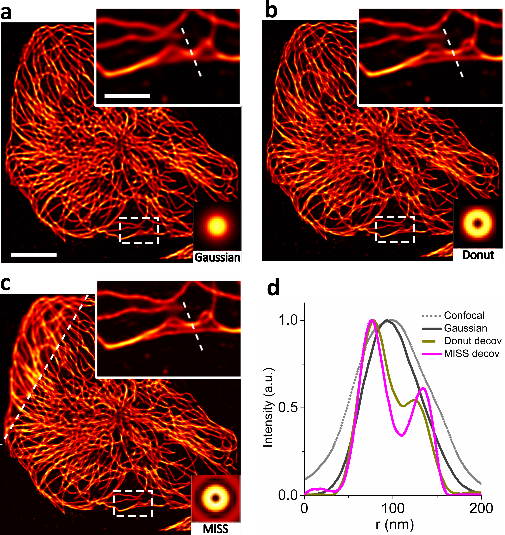 a
b
Gaussian
Donut
c
d
MISS
Confocal
Gaussian
Donut decov
MISS decov
Intensity (a.u.)
1.0
0.5
0.0
0
100
200
r (nm)